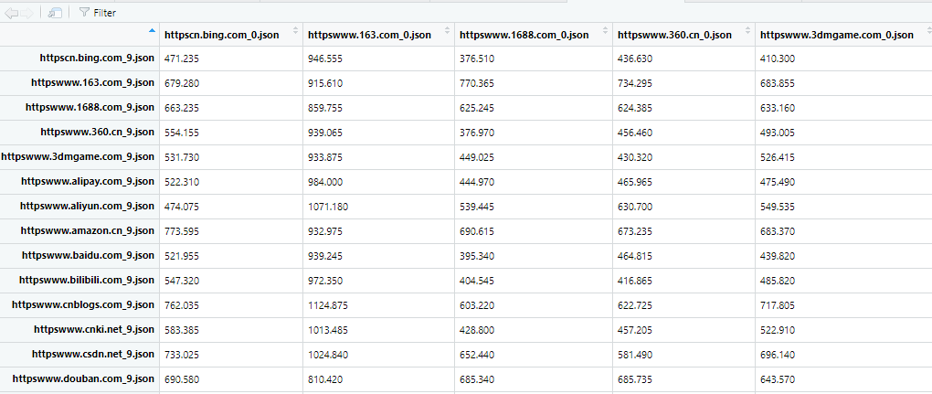 Filter
httpscn.bing.com_0.json httpswww.163.com_0.json httpswww.1688.com_0.json httpswww.360.cn_0.json httpswww.3dmgame.com_0.json
httpscn.bing.com_9.json 471.235 946.555 376.510 436.630 410.300
httpswww.163.com_9.json 679.280 915.610 770.365 734.295 683.855
httpswww.1688.com_9.json 663.235 859.755 625.245 624.385 633.160
httpswww.360.cn_9.json 554.155 939.065 376.970 456.460 493.005
httpswww.3dmgame.com_9.json 531.730 933.875 449.025 430.320 526.415
httpswww.alipay.com_9.json 522.310 984.000 444.970 465.965 475.490
httpswww.aliyun.com_9.json 474.075 1071.180 539.445 630.700 549.535
httpswww.amazon.cn_9.json 773.595 932.975 690.615 673.235 683.370
httpswww.baidu.com_9.json 521.955 939.245 395.340 464.815 439.820
httpswww.bilibili.com_9.json 547.320 972.350 404.545 416.865 485.820
httpswww.cnblogs.com_9.json 762.035 1124.875 603.220 622.725 717.805
httpswww.cnki.net_9.json 583.385 1013.485 428.800 457.205 522.910
httpswww.csdn.net_9.json 733.025 1024.840 652.440 581.490 696.140
httpswww.douban.com_9.json 690.580 810.420 685.340 685.735 643.570